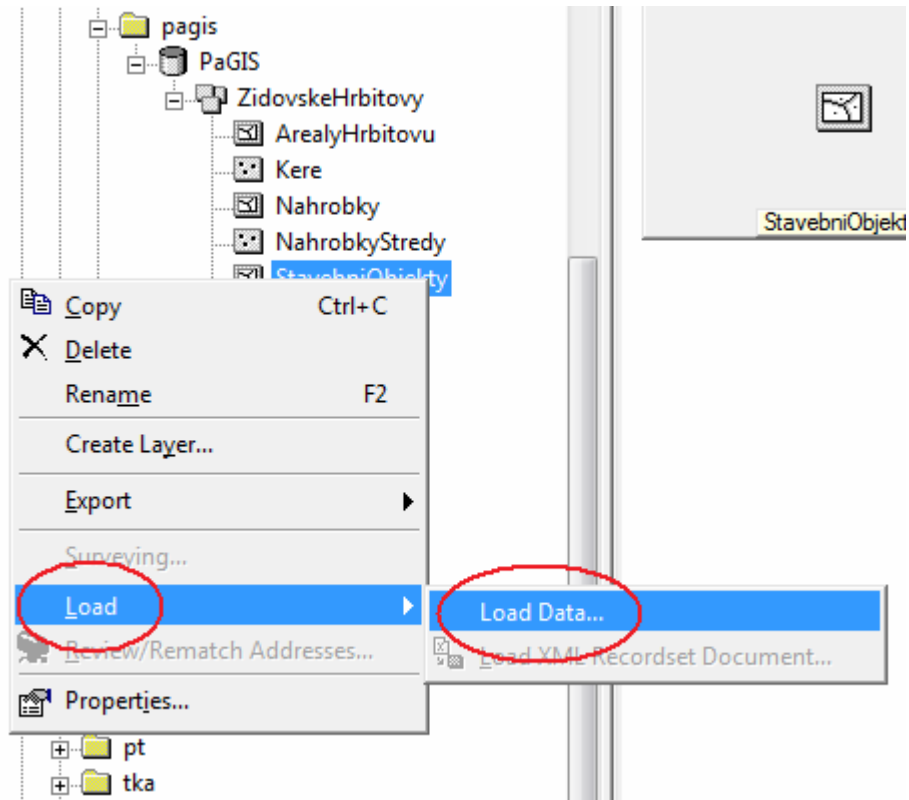 pagis
PaGIS
ZidovskeHrbitovy
ArealyHrbitovu
Kere
Nahrobky
NahrobkyStredy
StavebniObjekty
StavebniObjekt
Copy Ctrl+C
Delete
Rename F2
Create Layer...
Export
Surveying...
Load
Load Data...
Review/Rematch Addresses...
Load XML Recordset Document...
Properties...
pt
tka